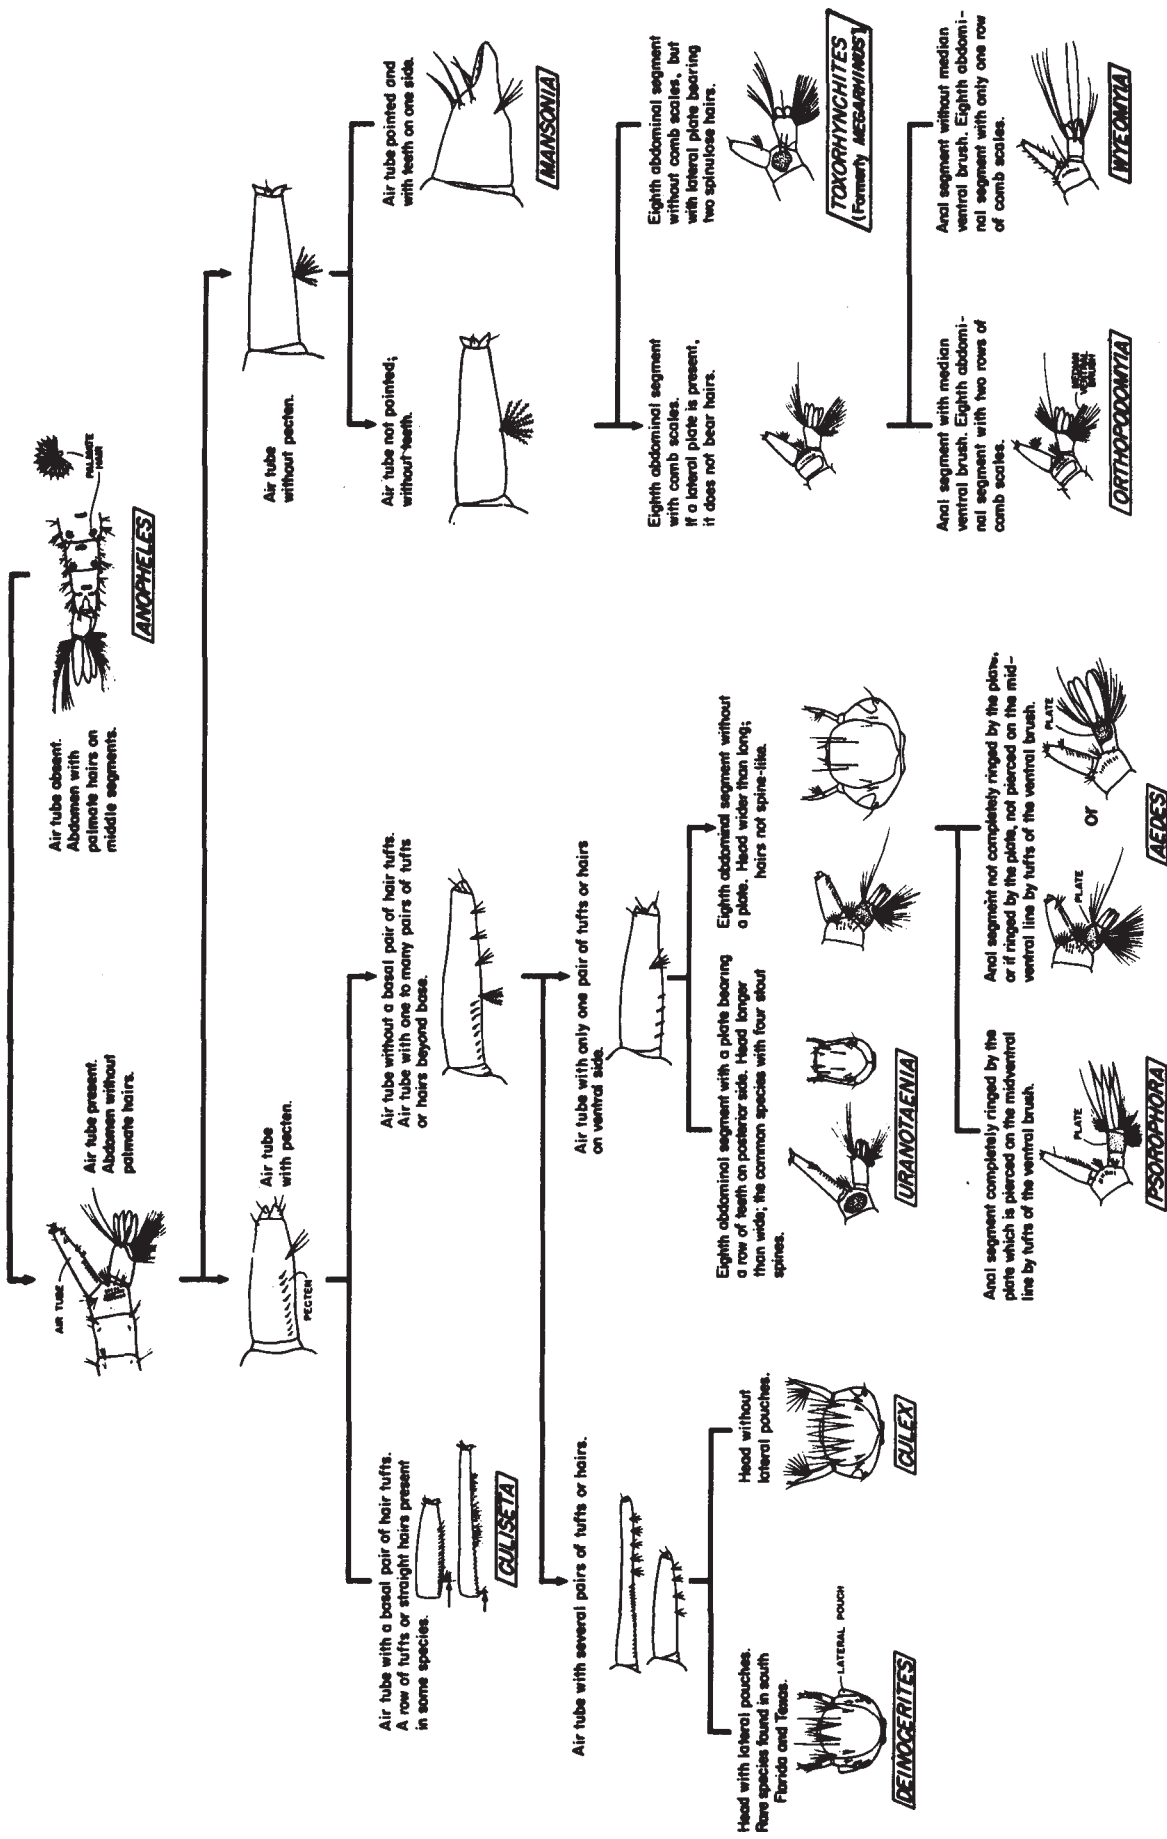 AIR TUBE
Air tube present.
Abdomen without
palmate hairs.
Air tube absent.
Abdomen with
palmate hairs on
middle segments.
PALMATE
HAIR
ANOPHELES
PECTEN
Air tube
with pecten.
Air tube
without pecten.
Air tube with a basal pair of hair tufts.
A row of tufts or straight hairs present
in some species.
CULISETA
Air tube without a basal pair of hair tufts.
Air tube with one to many pairs of tufts
or hairs beyond base.
Air tube not pointed;
without teeth.
Air tube pointed and
with teeth on one side.
MANSONIA
Air tube with several pairs of tufts or hairs.
Air tube with only one pair of tufts or hairs
on ventral side.
Eighth abdominal segment
with comb scales.
If a lateral plate is present,
it does not bear hairs.
Eighth abdominal segment
without comb scales, but
with lateral plate bearing
two spinulose hairs.
TOXORHYNCHITES
(Formerly MEGARHINUS)
Head with lateral pouches.
Rare species found in south
Florida and Texas.
LATERAL POUCH
DEINOCERITES
Head without
lateral pouches.
CULEX
Eighth abdominal segment with a plate bearing
a row of teeth on posterior side. Head longer
than wide; the common species with four stout
spines.
URANOTAENIA
Eighth abdominal segment without
a plate. Head wider than long;
hairs not spine-like.
Anal segment with median
ventral brush. Eighth abdomi-
nal segment with two rows of
comb scales.
MEDIAN
VENTRAL
BRUSH
ORTHOPODOMYIA
Anal segment without median
ventral brush. Eighth abdomi-
nal segment with only one row
of comb scales.
WYEOMYIA
Anal segment completely ringed by the
plate which is pierced on the midventral
line by tufts of the ventral brush.
PLATE
PSOROPHORA
Anal segment not completely ringed by the plate,
or if ringed by the plate, not pierced on the mid-
ventral line by tufts of the ventral brush.
PLATE
or
PLATE
AEDES